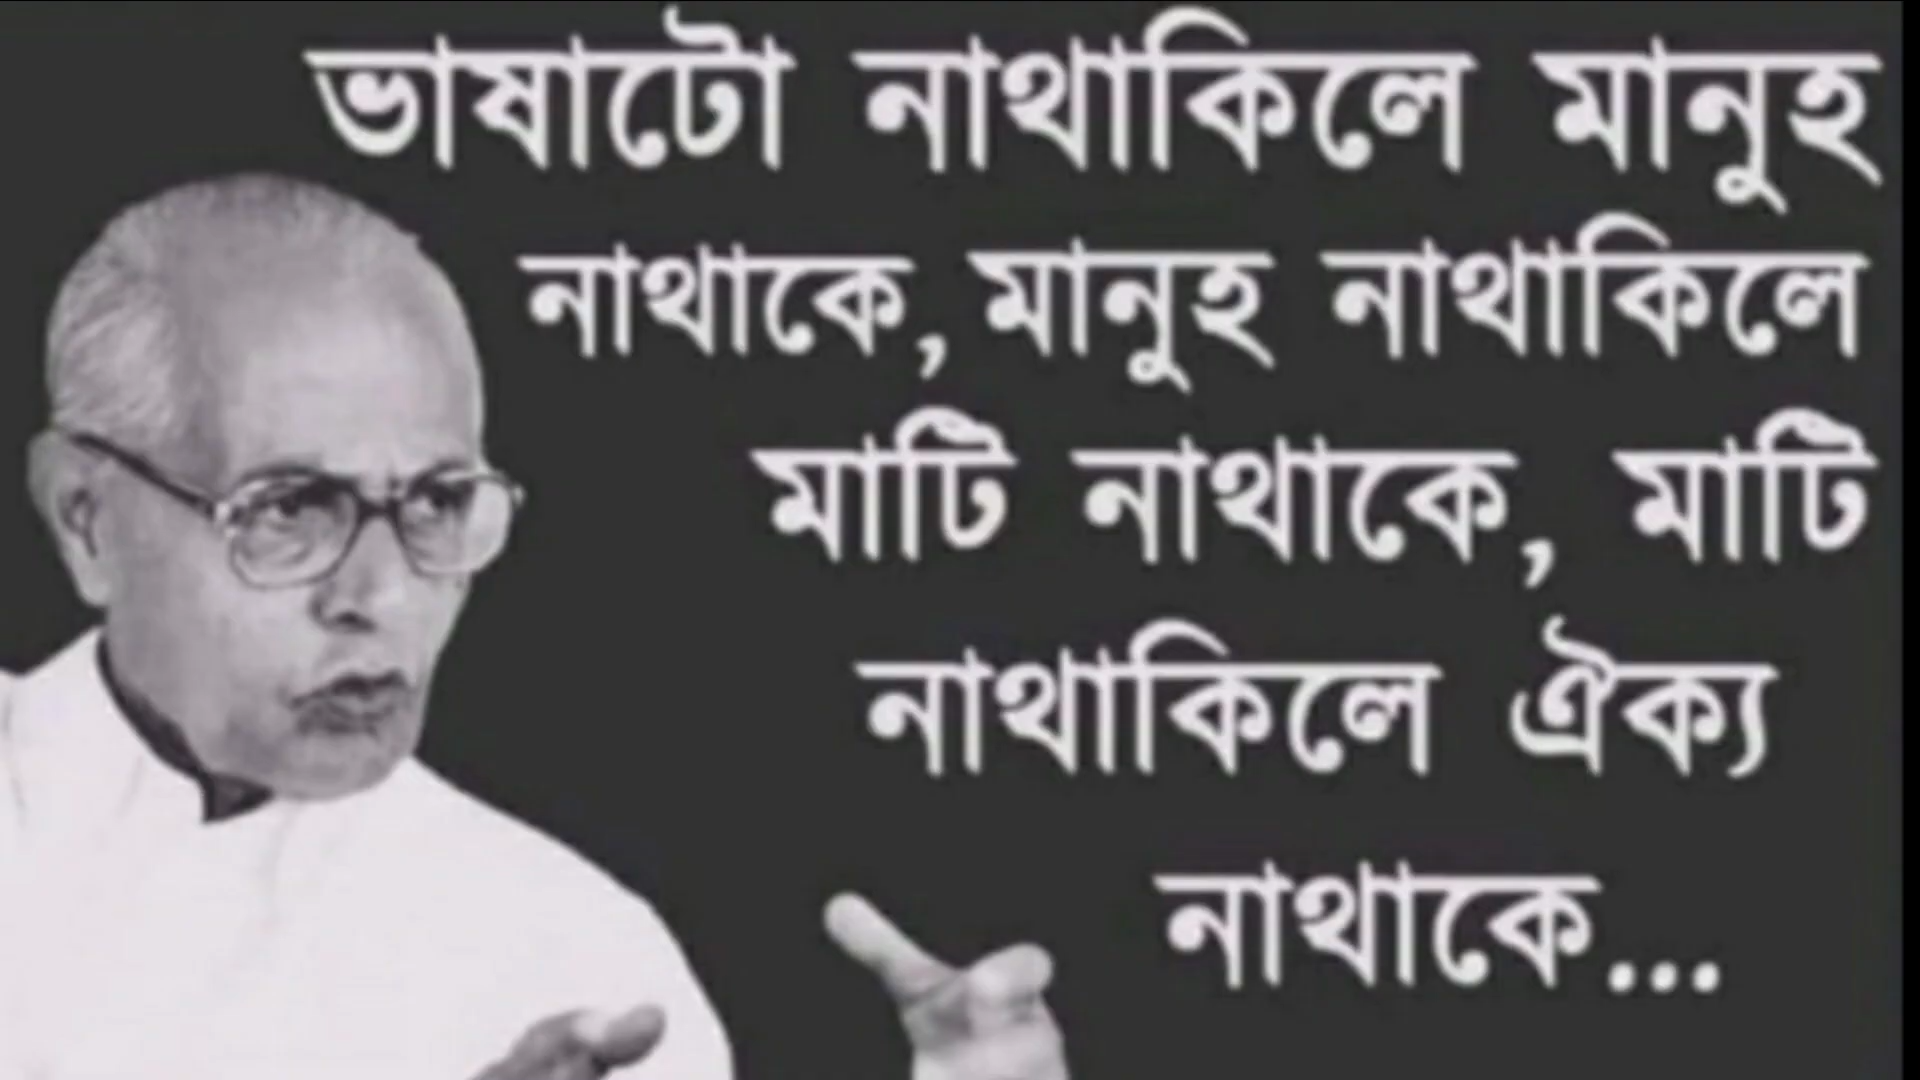 ভাষাটো নাথাকিলে মানুহ
নাথাকে, মানুহ নাথাকিলে
মাটি নাথাকে, মাটি
নাথাকিলে ঐক্য
নাথাকে...